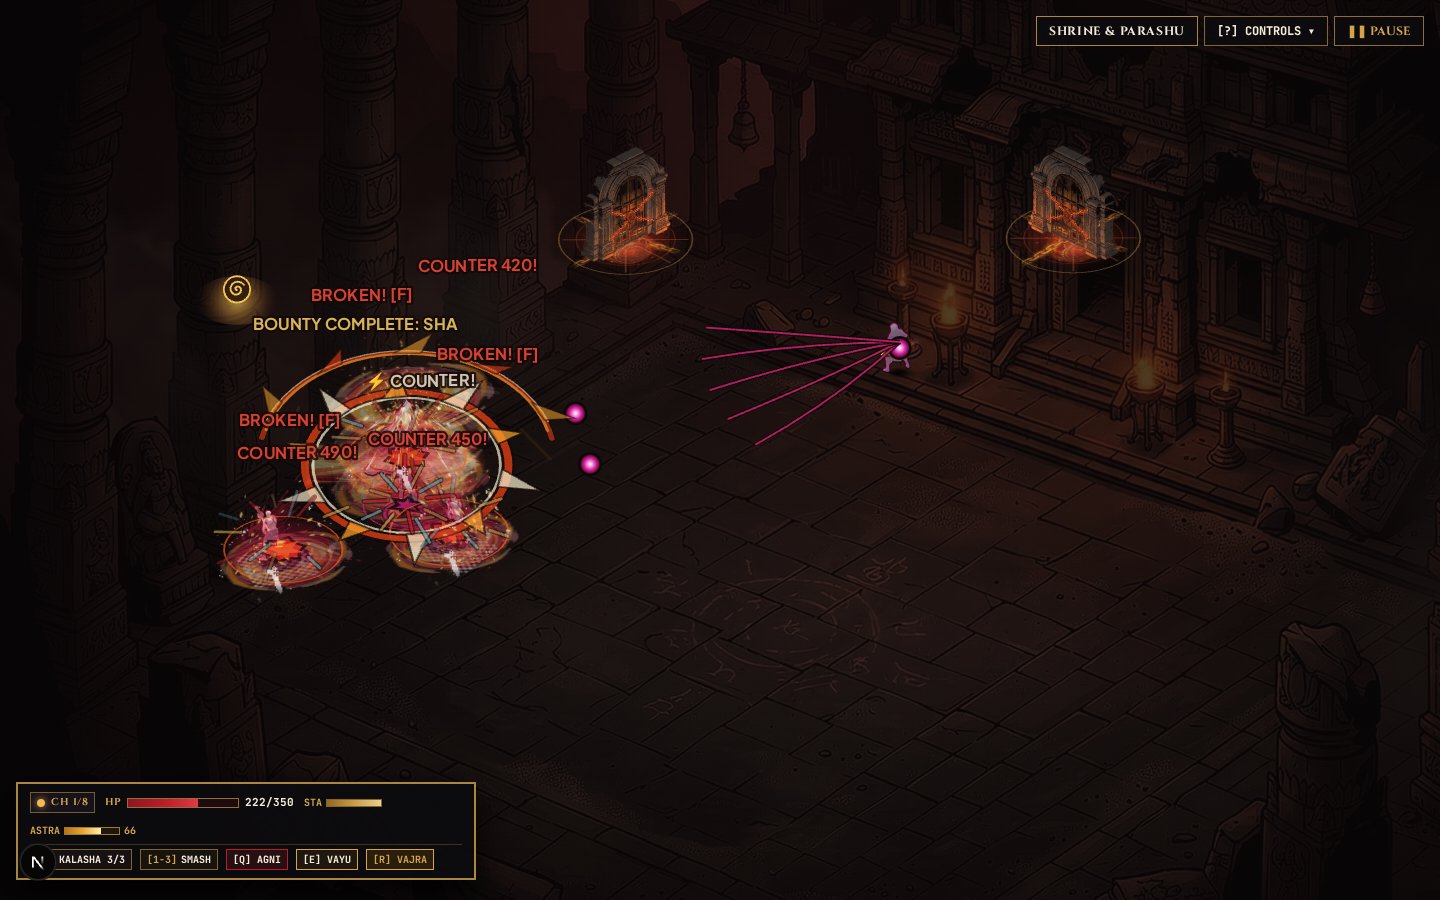 SHRINE & PARASHU
[?] CONTROLS ▾
❚❚ PAUSE
COUNTER 420!
BROKEN! [F]
BOUNTY COMPLETE: SHA
BROKEN! [F]
⚡ COUNTER!
BROKEN! [F]
COUNTER 450!
COUNTER 490!
CH 1/8 HP 222/350 STA
ASTRA 66
N KALASHA 3/3 [1-3] SMASH [Q] AGNI [E] VAYU [R] VAJRA